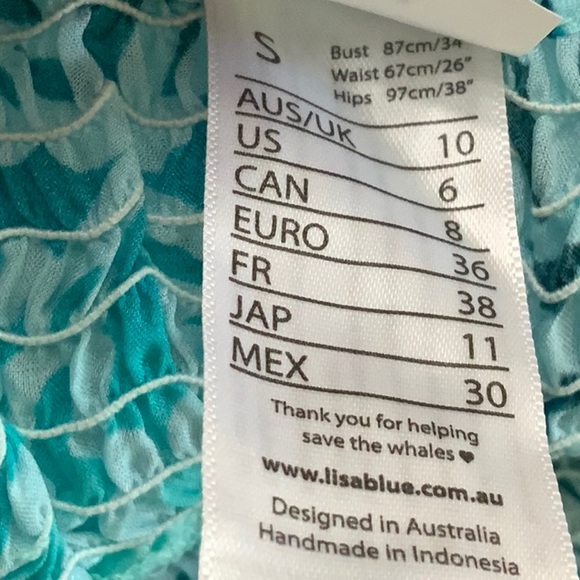 S
Bust 87cm/34
Waist 67cm/26"
Hips 97cm/38"
AUS/UK 10
US 6
CAN 8
EURO 36
FR 38
JAP 11
MEX 30
Thank you for helping
save the whales ♥
www.lisablue.com.au
Designed in Australia
Handmade in Indonesia